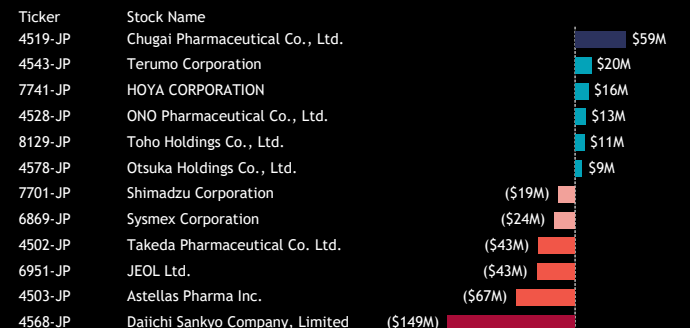 Ticker Stock Name
4519-JP Chugai Pharmaceutical Co., Ltd. $59M
4543-JP Terumo Corporation $20M
7741-JP HOYA CORPORATION $16M
4528-JP ONO Pharmaceutical Co., Ltd. $13M
8129-JP Toho Holdings Co., Ltd. $11M
4578-JP Otsuka Holdings Co., Ltd. $9M
7701-JP Shimadzu Corporation ($19M)
6869-JP Sysmex Corporation ($24M)
4502-JP Takeda Pharmaceutical Co. Ltd. ($43M)
6951-JP JEOL Ltd. ($43M)
4503-JP Astellas Pharma Inc. ($67M)
4568-JP Daiichi Sankyo Company, Limited ($149M)